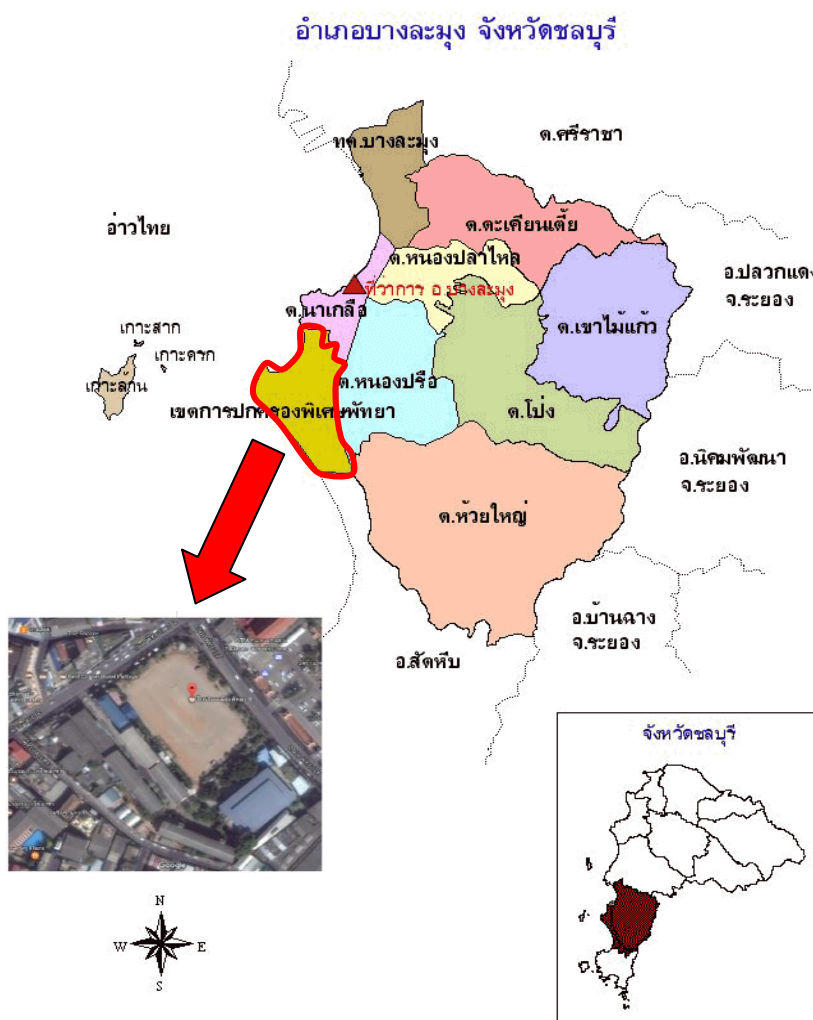 อำเภอบางละมุง จังหวัดชลบุรี
ทต.บางละมุง
ต.ศรีราชา
ต.ตะเคียนเตี้ย
อ่าวไทย
ต.หนองปลาไหล
อ.ปลวกแดง
จ.ระยอง
ที่ว่าการ อ.บางละมุง
ต.นาเกลือ
ต.เขาไม้แก้ว
เกาะสาก
เกาะครก
เกาะล้าน
ต.หนองปรือ
เขตการปกครองพิเศษพัทยา
ต.โป่ง
อ.นิคมพัฒนา
จ.ระยอง
ต.ห้วยใหญ่
อ.บ้านฉาง
จ.ระยอง
อ.สัตหีบ
จังหวัดชลบุรี
Google
N
W E
S